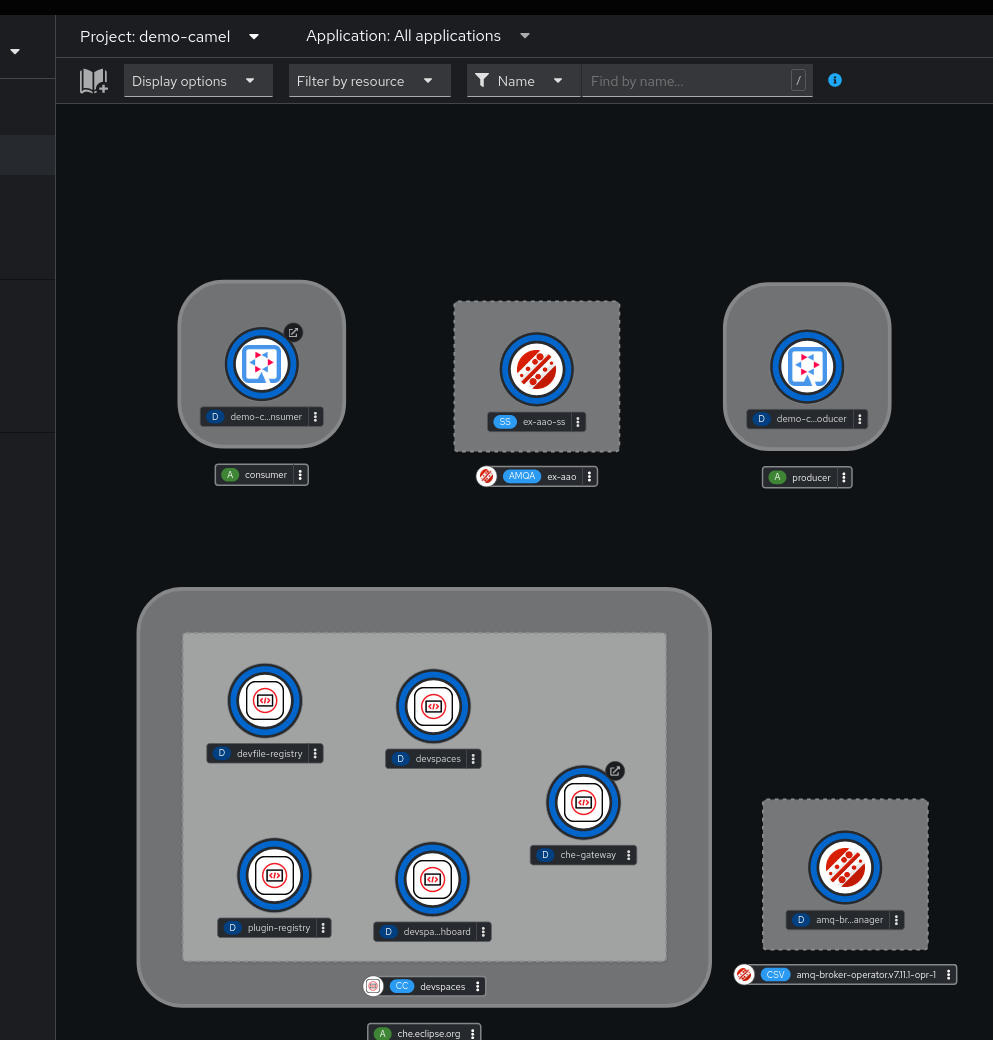 Project: demo-camel Application: All applications
Display options Filter by resource Name Find by name... /
D demo-c...nsumer
SS ex-aao-ss
D demo-c...oducer
A consumer
AMQA ex-aao
A producer
D devfile-registry
D devspaces
D che-gateway
D plugin-registry
D devspa...hboard
D amq-br...anager
CSV amq-broker-operator.v7.11.1-opr-1
CC devspaces
A che.eclipse.org